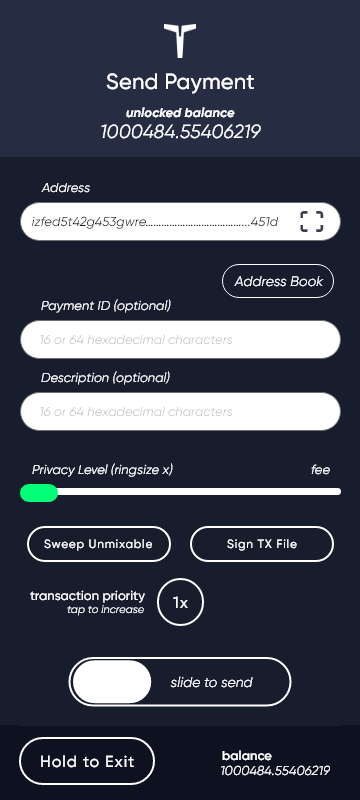 Send Payment
unlocked balance
1000484.55406219
Address
izfed5t42g453gwre.......................................451d
Address Book
Payment ID (optional)
16 or 64 hexadecimal characters
Description (optional)
16 or 64 hexadecimal characters
Privacy Level (ringsize x) fee
Sweep Unmixable Sign TX File
transaction priority
tap to increase
1x
slide to send
Hold to Exit
balance
1000484.55406219